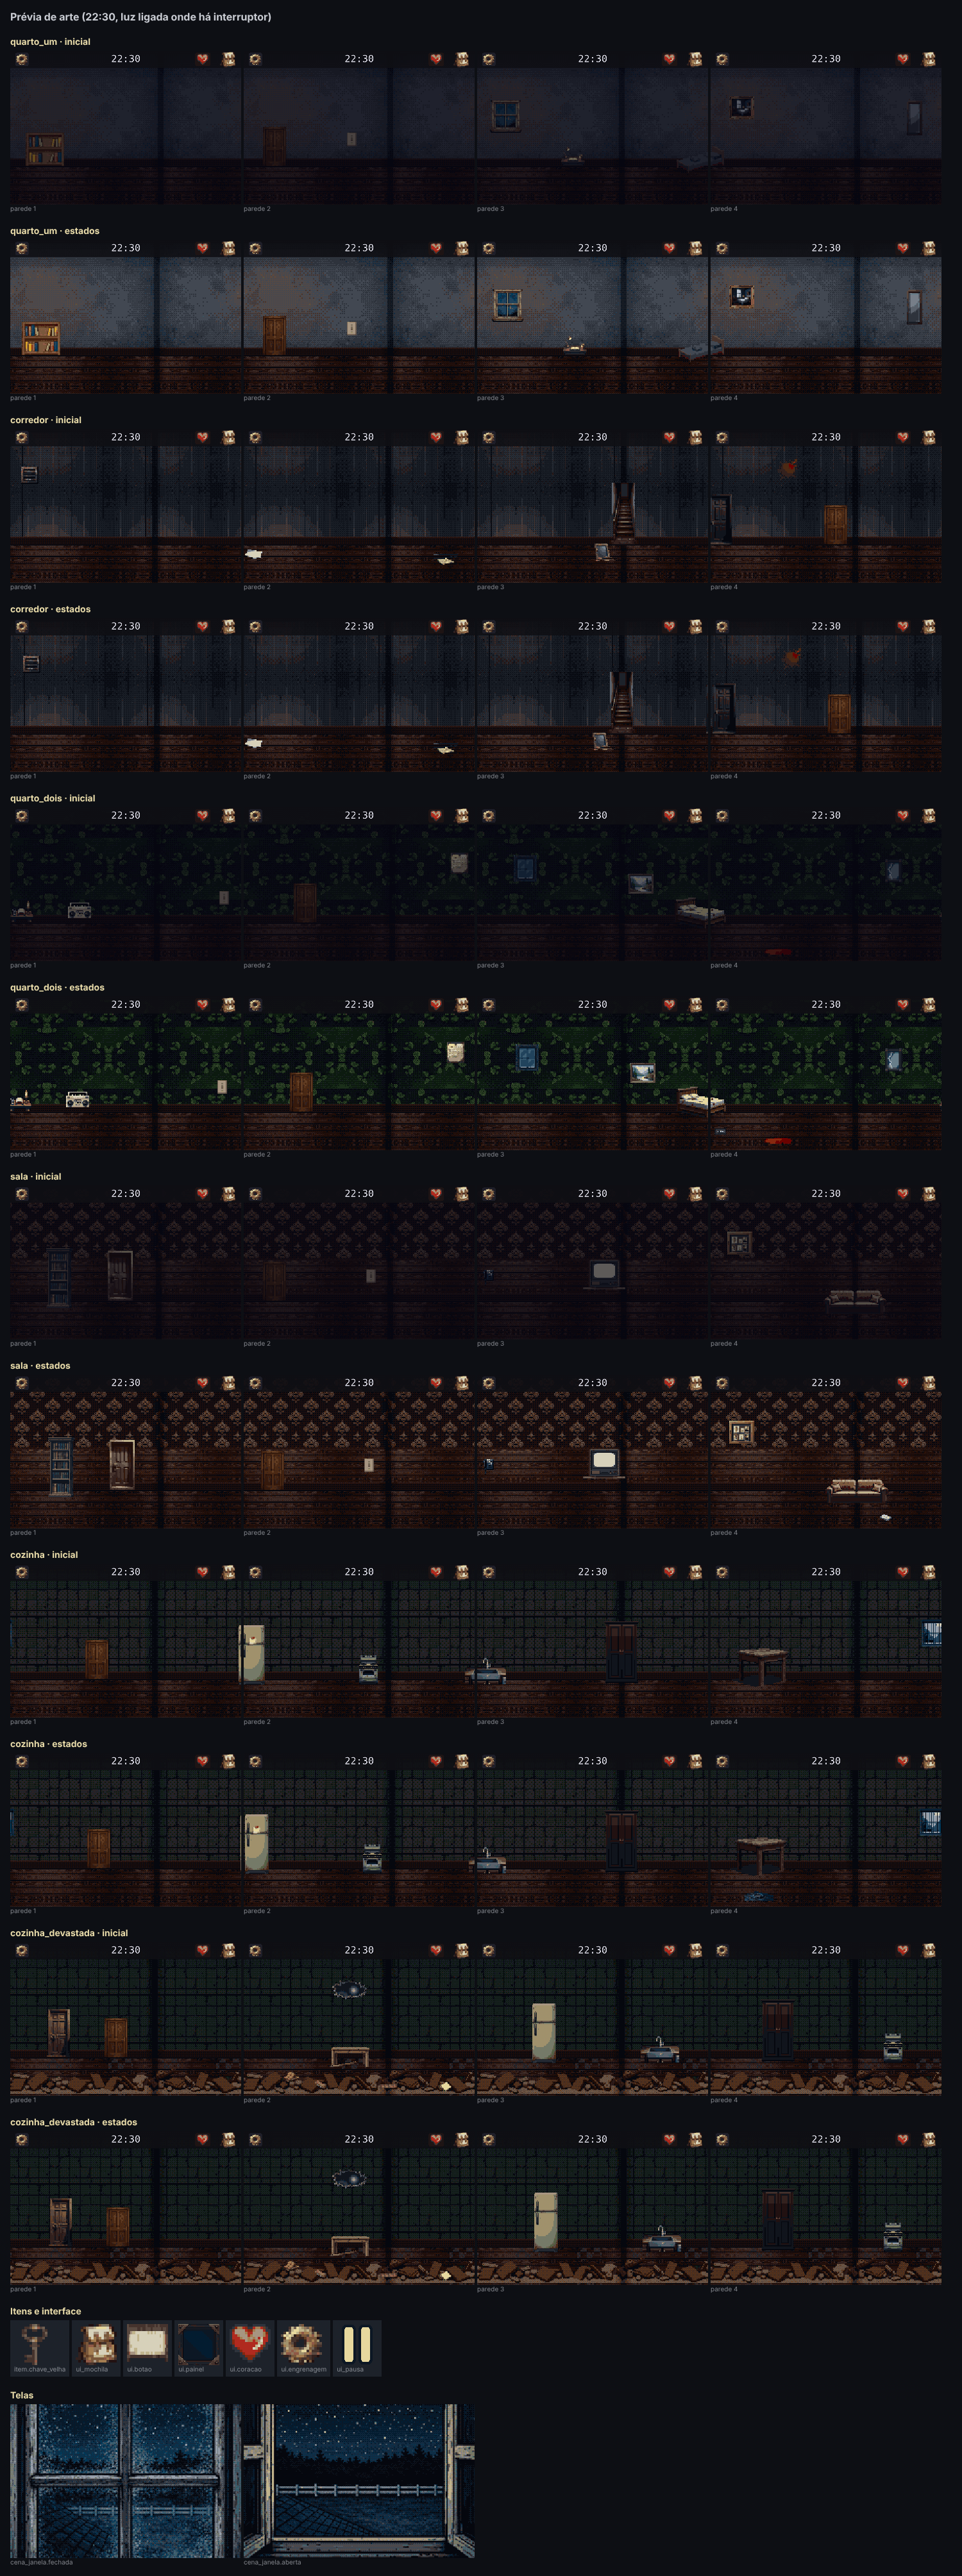 Prévia de arte (22:30, luz ligada onde há interruptor)
quarto_um · inicial
22:30 22:30 22:30 22:30
parede 1 parede 2 parede 3 parede 4
quarto_um · estados
22:30 22:30 22:30 22:30
parede 1 parede 2 parede 3 parede 4
corredor · inicial
22:30 22:30 22:30 22:30
parede 1 parede 2 parede 3 parede 4
corredor · estados
22:30 22:30 22:30 22:30
parede 1 parede 2 parede 3 parede 4
quarto_dois · inicial
22:30 22:30 22:30 22:30
parede 1 parede 2 parede 3 parede 4
quarto_dois · estados
22:30 22:30 22:30 22:30
parede 1 parede 2 parede 3 parede 4
sala · inicial
22:30 22:30 22:30 22:30
parede 1 parede 2 parede 3 parede 4
sala · estados
22:30 22:30 22:30 22:30
parede 1 parede 2 parede 3 parede 4
cozinha · inicial
22:30 22:30 22:30 22:30
parede 1 parede 2 parede 3 parede 4
cozinha · estados
22:30 22:30 22:30 22:30
parede 1 parede 2 parede 3 parede 4
cozinha_devastada · inicial
22:30 22:30 22:30 22:30
parede 1 parede 2 parede 3 parede 4
cozinha_devastada · estados
22:30 22:30 22:30 22:30
parede 1 parede 2 parede 3 parede 4
Itens e interface
item.chave_velha ui_mochila ui.botao ui.painel ui.coracao ui.engrenagem ui_pausa
Telas
cena_janela.fechada cena_janela.aberta